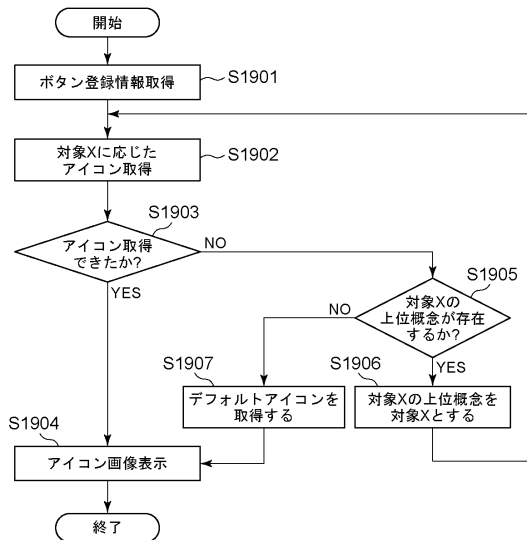 開始
ボタン登録情報取得
S1901
対象Xに応じた
アイコン取得
S1902
S1903
アイコン取得
できたか?
NO
YES
S1905
対象Xの
上位概念が存在
するか?
NO
YES
S1907
デフォルトアイコンを
取得する
S1906
対象Xの上位概念を
対象Xとする
S1904
アイコン画像表示
終了